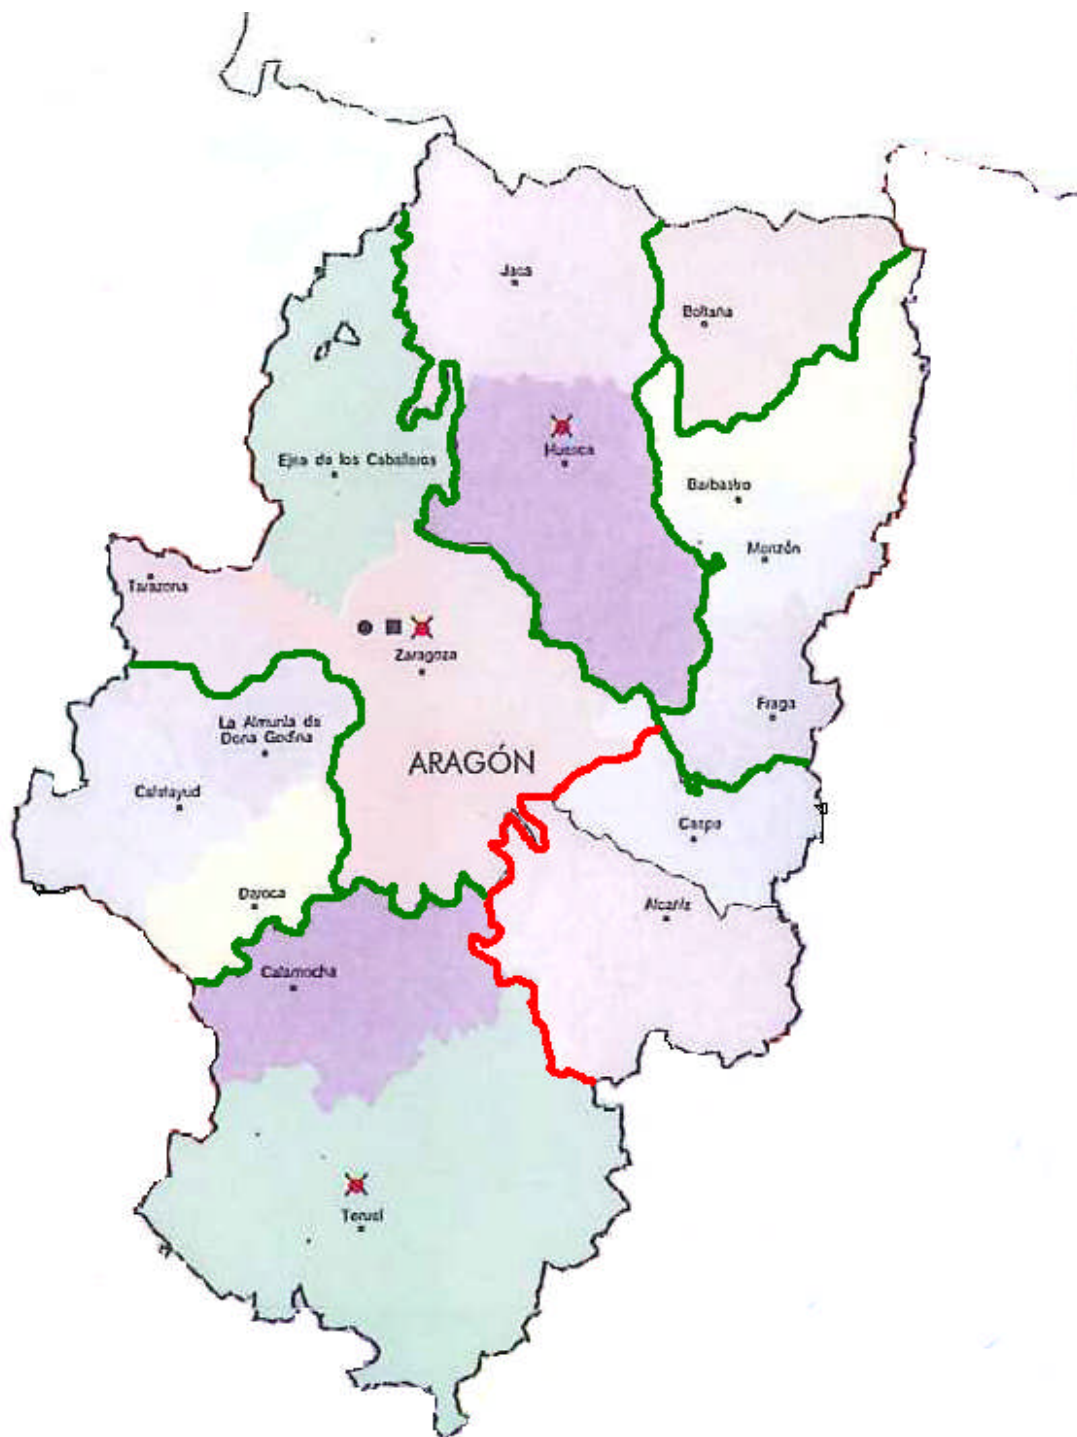 Jaca
Boltaña
Huesca
Ejea de los Caballeros
Barbastro
Monzón
Tarazona
Zaragoza
Fraga
La Almunia de
Dona Godina
ARAGÓN
Calatayud
Caspe
Daroca
Alcañiz
Calamocha
Teruel